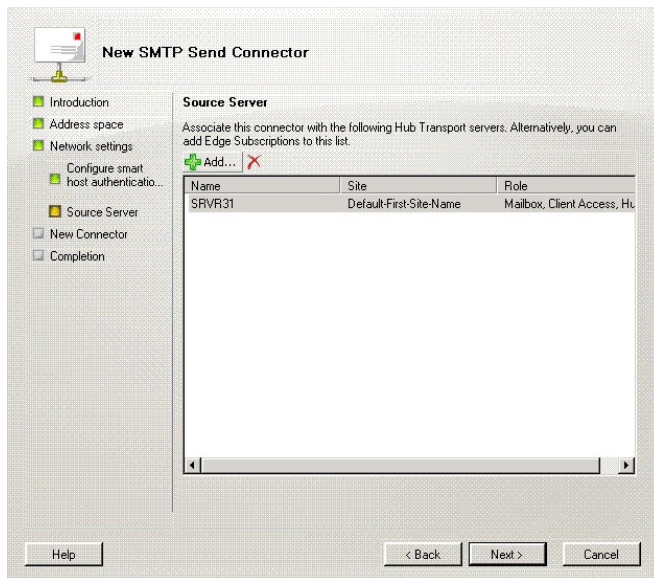 New SMTP Send Connector
Introduction
Address space
Network settings
Configure smart
host authenticatio...
Source Server
New Connector
Completion
Source Server
Associate this connector with the following Hub Transport servers. Alternatively, you can
add Edge Subscriptions to this list.
Add...
Name Site Role
SRVR31 Default-First-Site-Name Mailbox, Client Access, Hu
Help < Back Next > Cancel